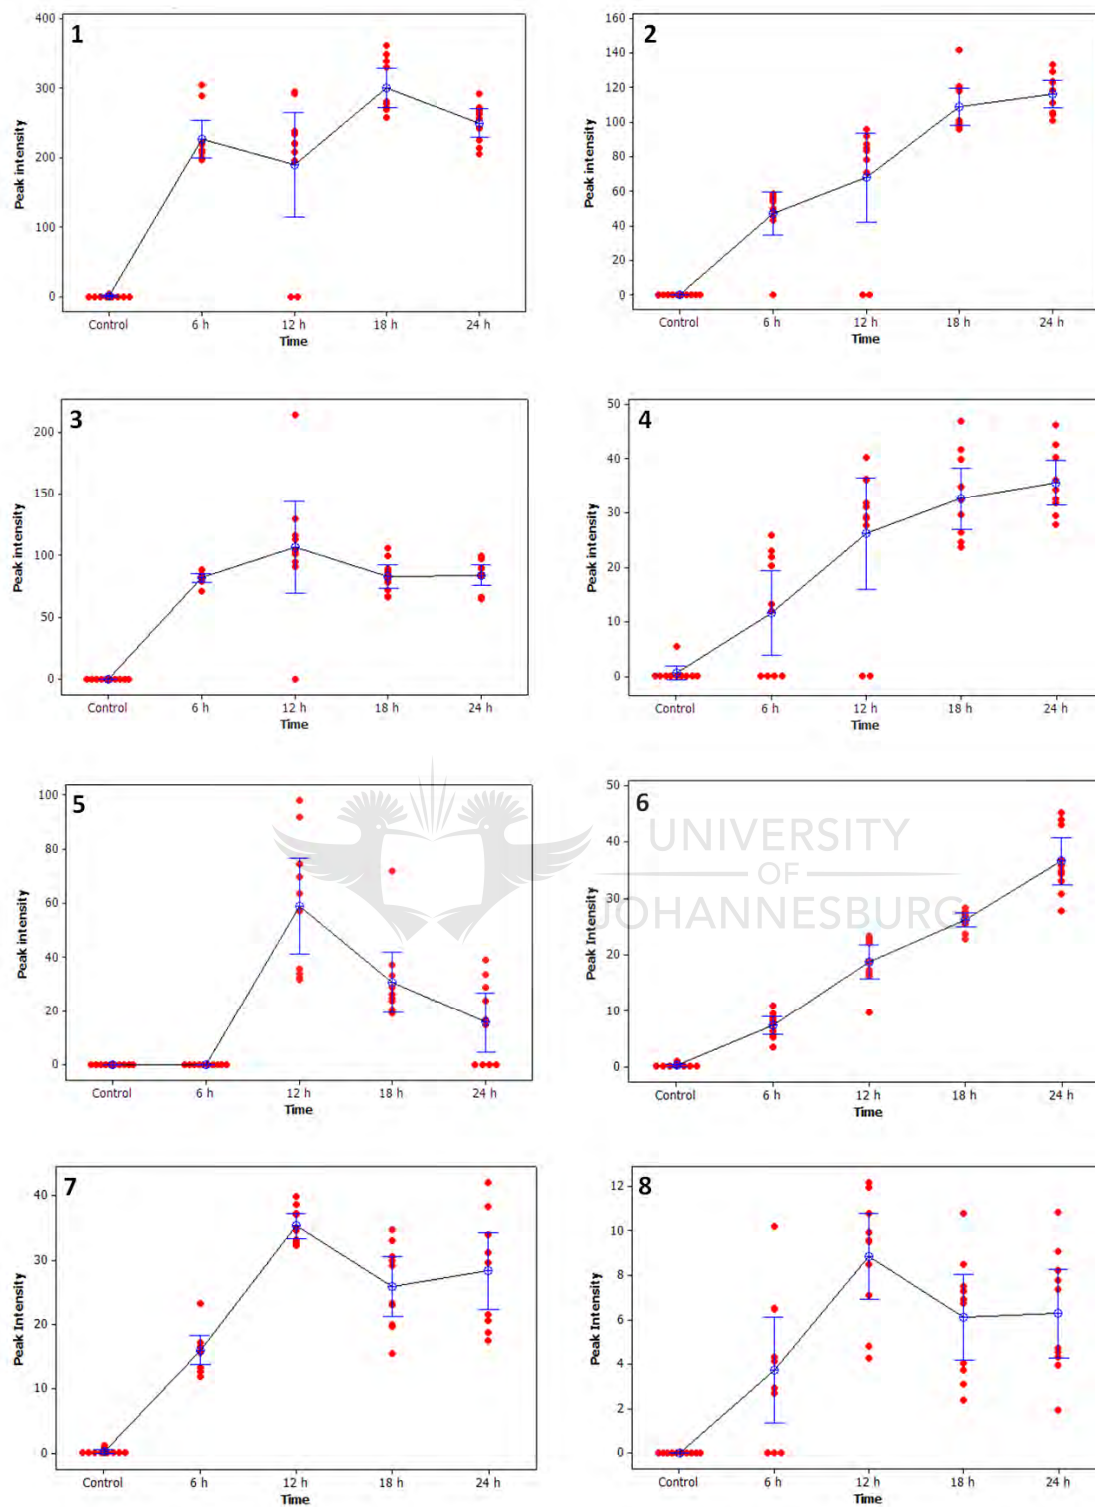 1
Peak intensity
400
300
200
100
0
Control 6 h 12 h 18 h 24 h
Time
2
Peak intensity
160
140
120
100
80
60
40
20
0
Control 6 h 12 h 18 h 24 h
Time
3
Peak intensity
200
150
100
50
0
Control 6 h 12 h 18 h 24 h
Time
4
Peak intensity
50
40
30
20
10
0
Control 6 h 12 h 18 h 24 h
Time
5
Peak intensity
100
80
60
40
20
0
Control 6 h 12 h 18 h 24 h
Time
6
Peak Intensity
50
40
30
20
10
0
Control 6 h 12 h 18 h 24 h
Time
UNIVERSITY
OF
JOHANNESBURG
7
Peak Intensity
40
30
20
10
0
Control 6 h 12 h 18 h 24 h
Time
8
Peak Intensity
12
10
8
6
4
2
0
Control 6 h 12 h 18 h 24 h
Time